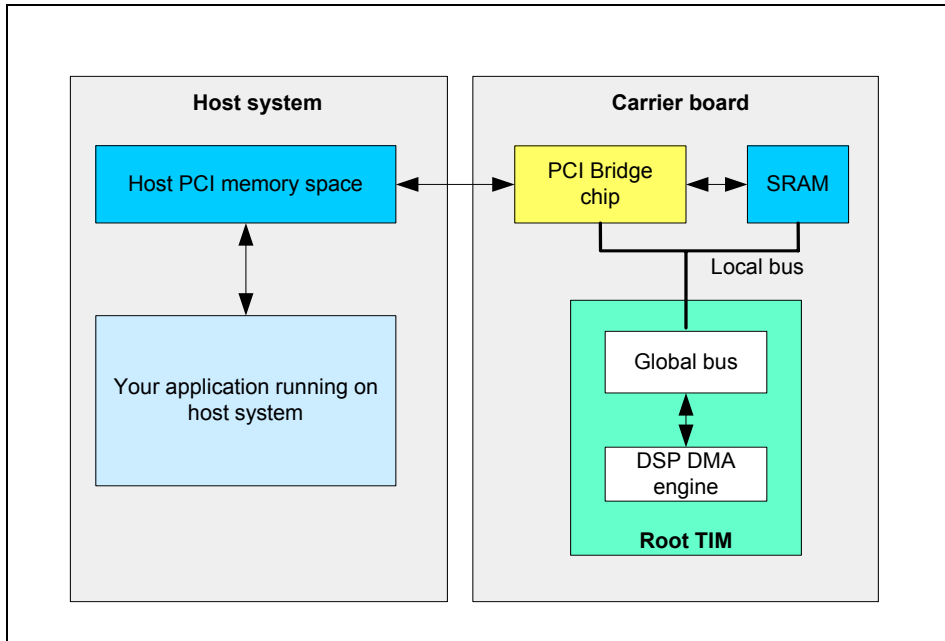 Host system
Host PCI memory space
Your application running on
host system
Carrier board
PCI Bridge
chip
SRAM
Local bus
Global bus
DSP DMA
engine
Root TIM